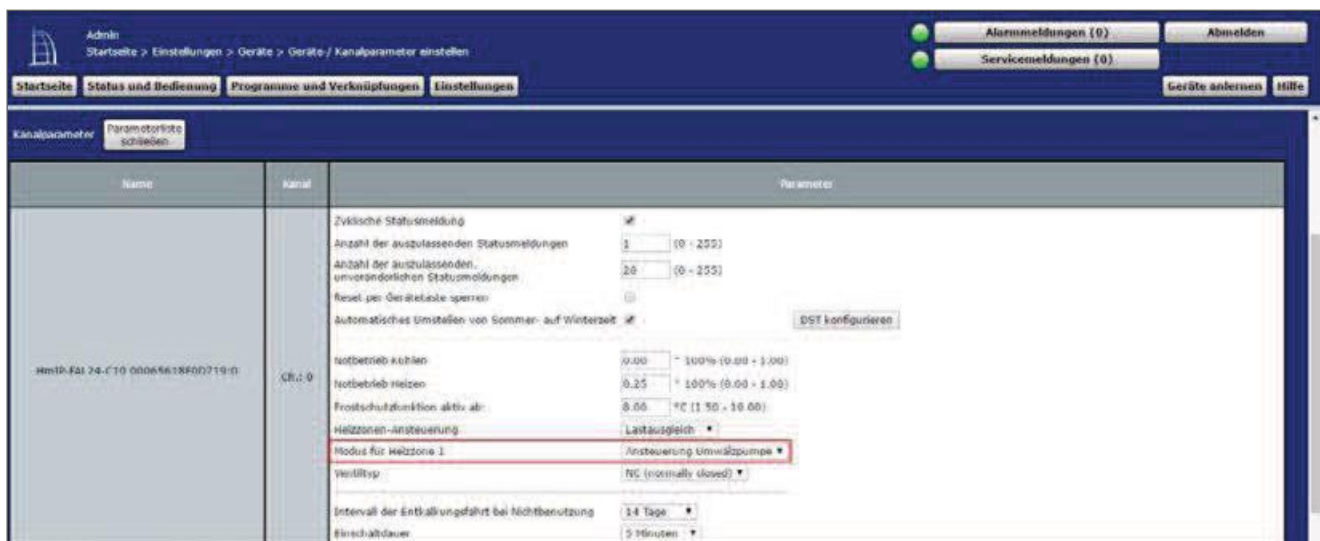 Admin
Startseite > Einstellungen > Geräte > Geräte-/ Kanalparameter einstellen
Alarmmeldungen (0)
Abmelden
Servicemeldungen (0)
Startseite
Status und Bedienung
Programme und Verknüpfungen
Einstellungen
Geräte anlernen
Hilfe
Kanalparameter
Parameterliste
schließen
Name
Kanal
Parameter
HmIP-FAL24-C10
Ch.: 0
Zyklische Statusmeldung
Anzahl der auszulassenden Statusmeldungen
1 (0 - 255)
Anzahl der auszulassenden,
unveränderlichen Statusmeldungen
20 (0 - 255)
Reset per Gerätetaste sperren
Automatisches Umstellen von Sommer- auf Winterzeit
DST konfigurieren
Notbetrieb Kühlen
0.00 * 100% (0.00 - 1.00)
Notbetrieb Heizen
0.25 * 100% (0.00 - 1.00)
Frostschutzfunktion aktiv ab:
8.00 °C (1.50 - 10.00)
Heizzonen-Ansteuerung
Lastausgleich
Modus für Heizzone 1
Ansteuerung Umwälzpumpe
Ventiltyp
NC (normally closed)
Intervall der Entkalkungsfahrt bei Nichtbenutzung
14 Tage
Einschaltdauer
5 Minuten